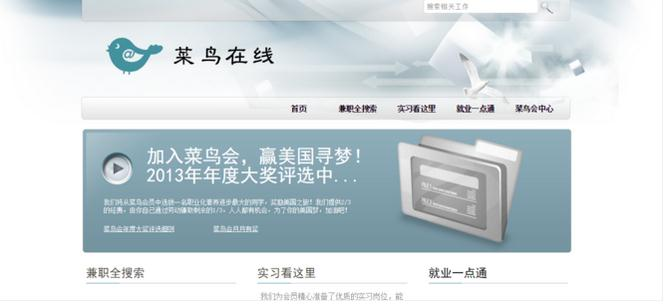 搜索相关工作
菜鸟在线
首页 兼职全搜索 实习看这里 就业一点通 菜鸟会中心
加入菜鸟会，赢美国寻梦！
2013年年度大奖评选中...
我们将从菜鸟会员中选拔一名职业化素养进步最大的同学，奖励美国之旅！我们提供2/3
的经费，由你自己通过劳动赚取剩余的1/3，人人都有机会，为了你的美国梦，加油吧！
菜鸟会年度大奖评选细则 菜鸟会月月有奖
兼职全搜索 实习看这里 就业一点通
我们为会员精心准备了优质的实习岗位，能